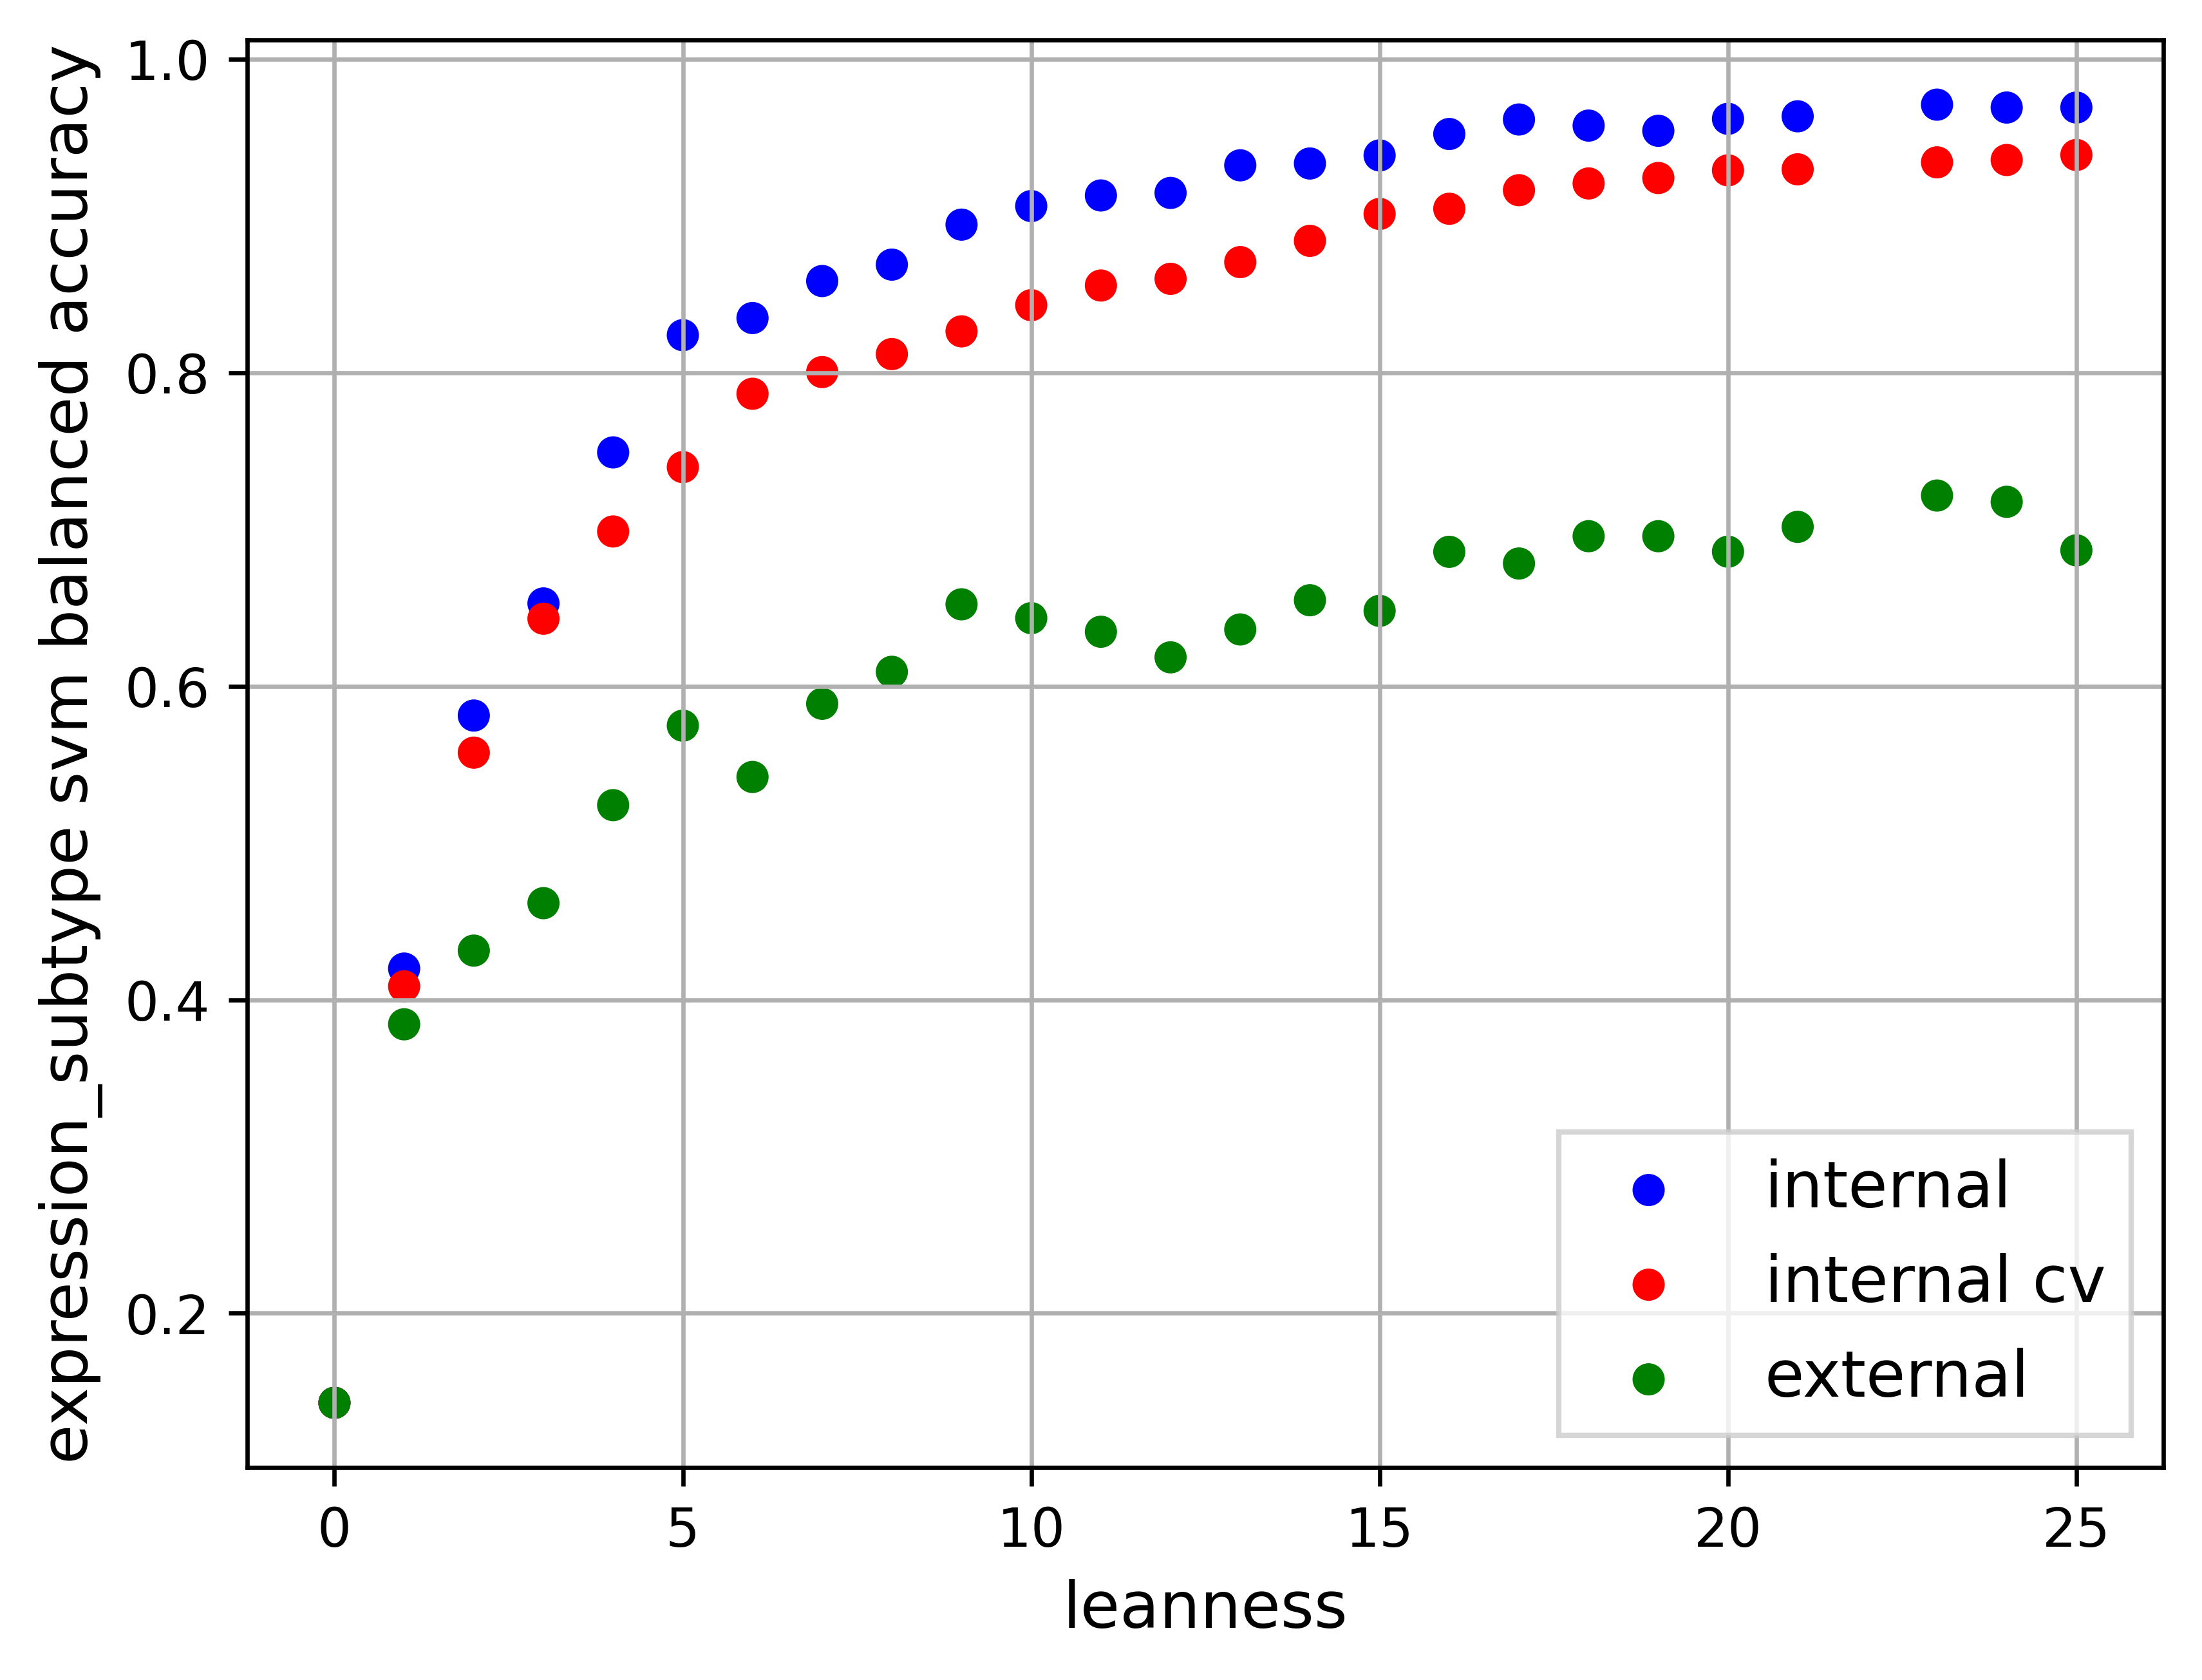 expression_subtype svm balanced accuracy
1.0
0.8
0.6
0.4
0.2
0 5 10 15 20 25
leanness
internal
internal cv
external